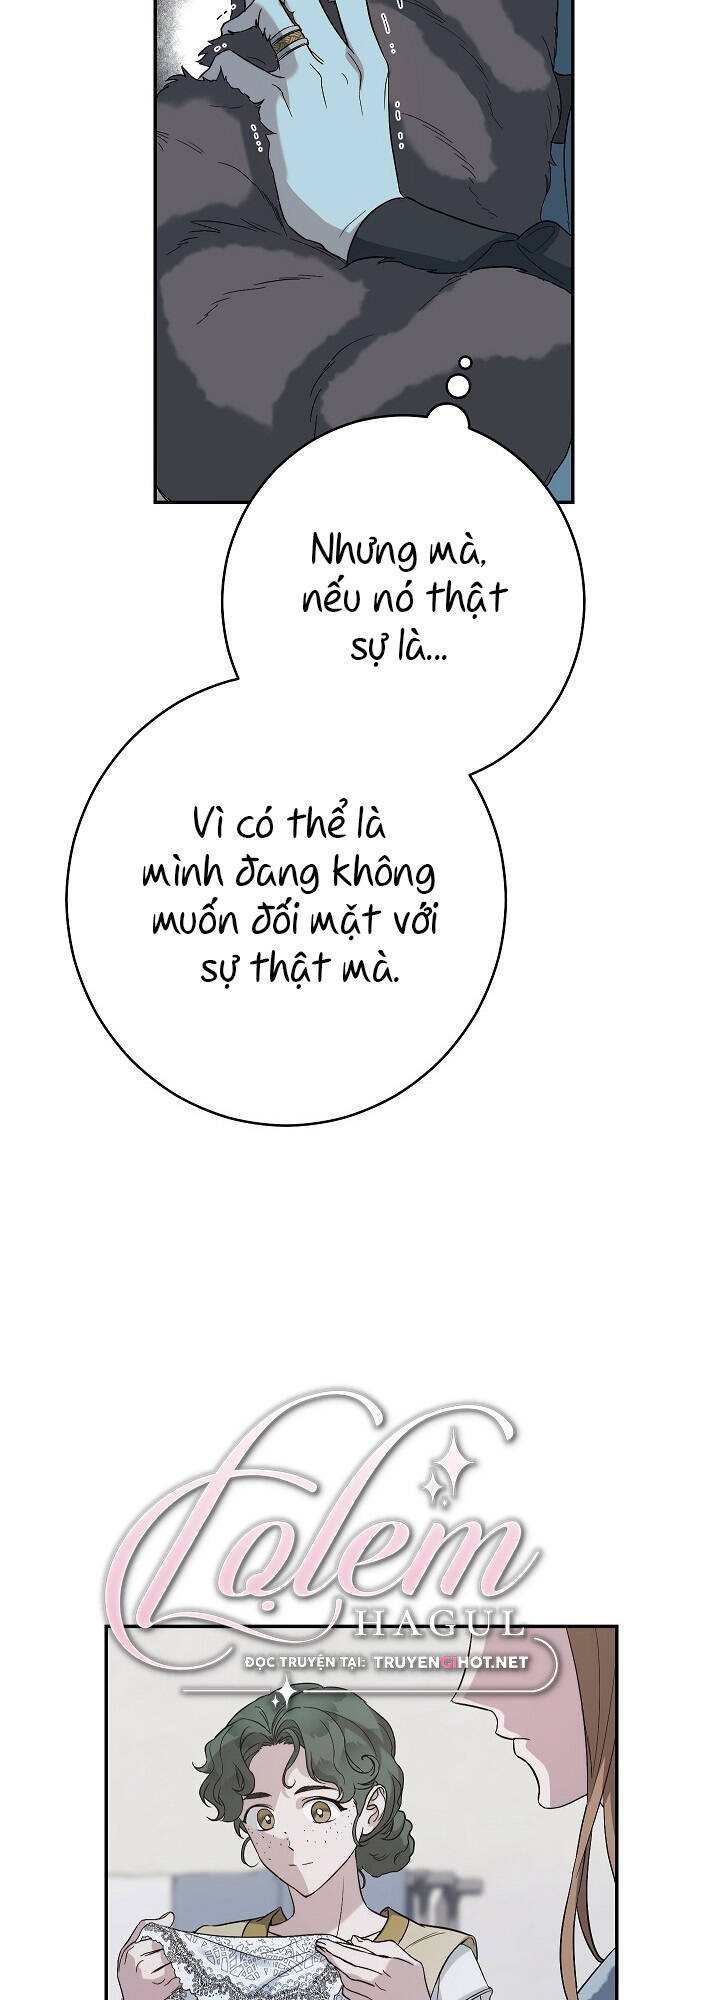 Nhưng mà,
nếu nó thật
sự là...
Vì có thể là
mình đang không
muốn đối mặt với
sự thật mà.
Lọlem
HAGUL
ĐỌC TRUYỆN TẠI: TRUYENGIHOT.NET